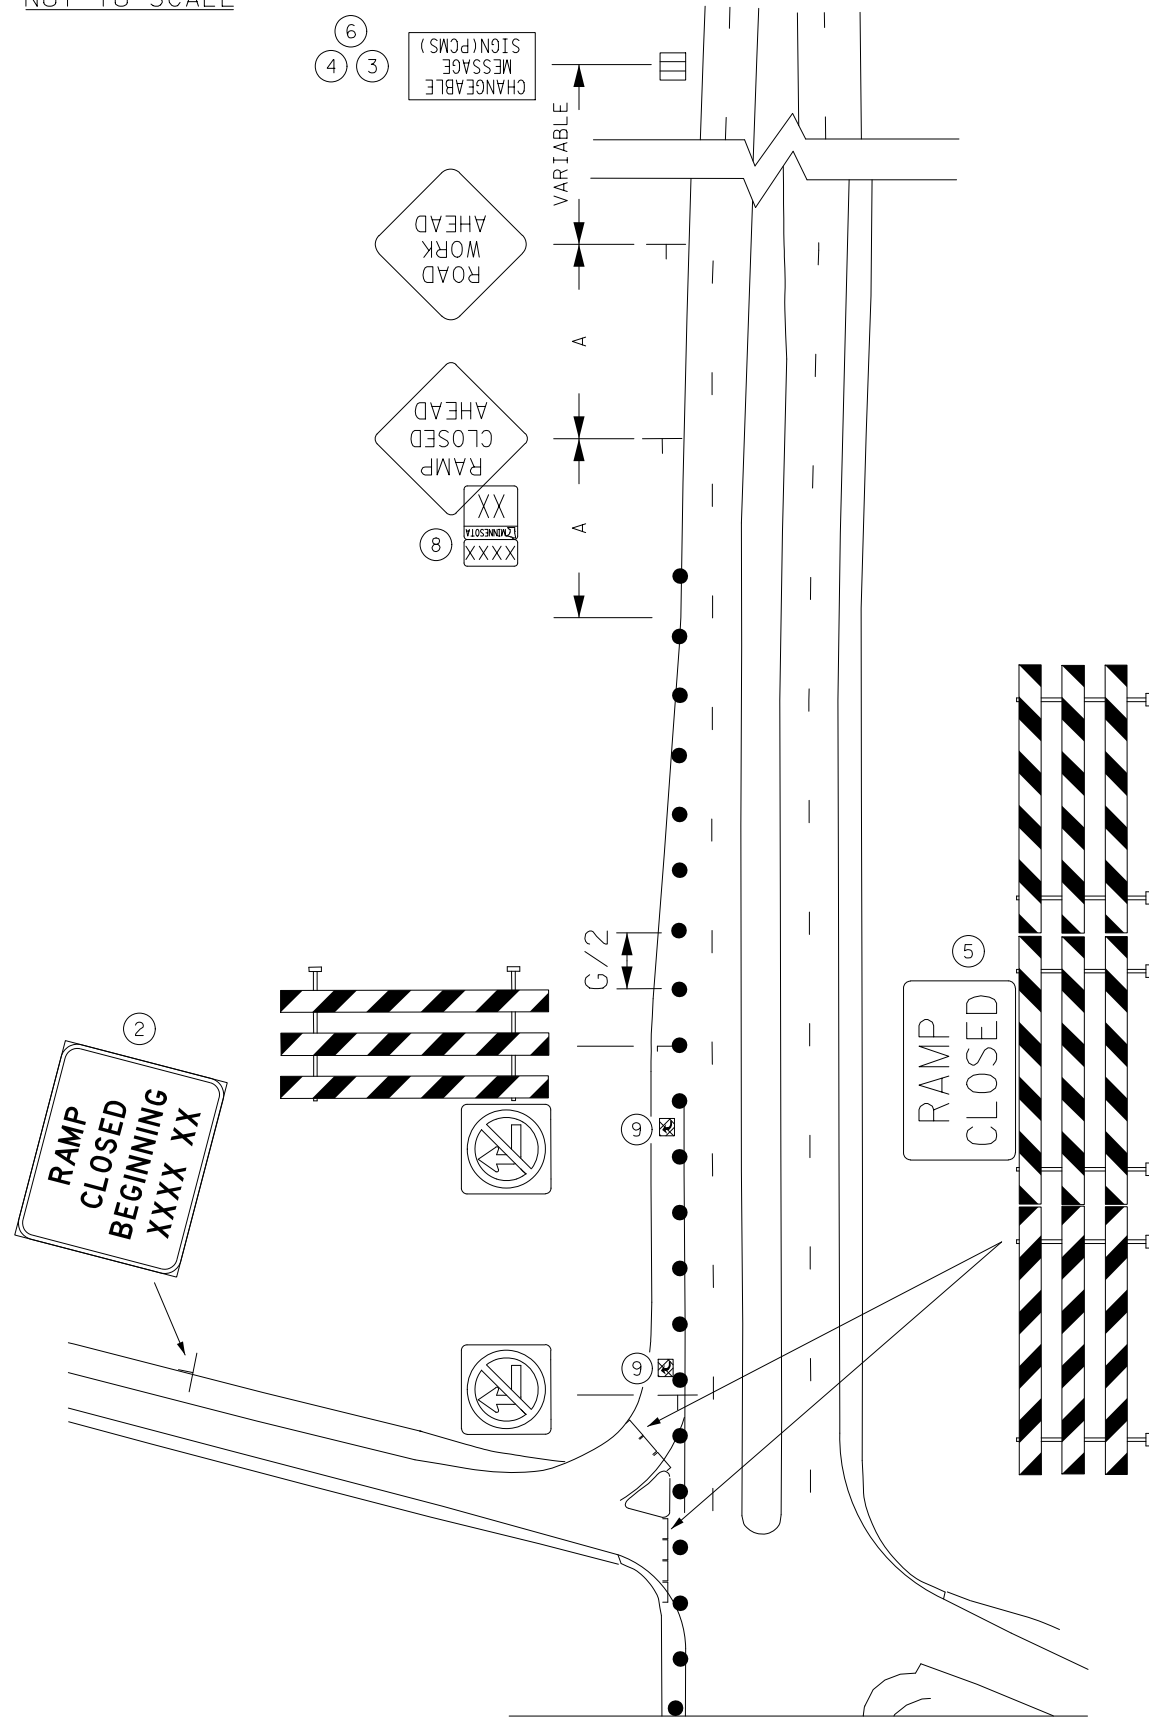 NOT TO SCALE
6
4 3
CHANGEABLE
MESSAGE
SIGN(PCMS)
VARIABLE
ROAD
WORK
AHEAD
A
RAMP
CLOSED
AHEAD
XX
MINNESOTA
XXXX
8
A
G/2
5
RAMP
CLOSED
2
RAMP
CLOSED
BEGINNING
XXXX XX
9
9